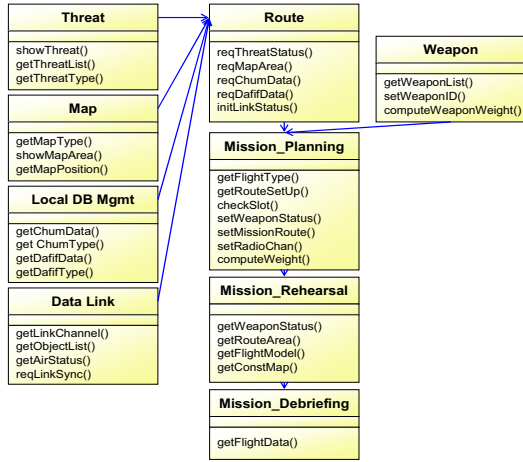 Threat
showThreat()
getThreatList()
getThreatType()
Map
getMapType()
showMapArea()
getMapPosition()
Local DB Mgmt
getChumData()
get ChumType()
getDafifData()
getDafifType()
Data Link
getLinkChannel()
getObjectList()
getAirStatus()
reqLinkSync()
Route
reqThreatStatus()
reqMapArea()
reqChumData()
reqDafifData()
initLinkStatus()
Weapon
getWeaponList()
setWeaponID()
computeWeaponWeight()
Mission_Planning
getFlightType()
getRouteSetUp()
checkSlot()
setWeaponStatus()
setMissionRoute()
setRadioChan()
computeWeight()
Mission_Rehearsal
getWeaponStatus()
getRouteArea()
getFlightModel()
getConstMap()
Mission_Debriefing
getFlightData()